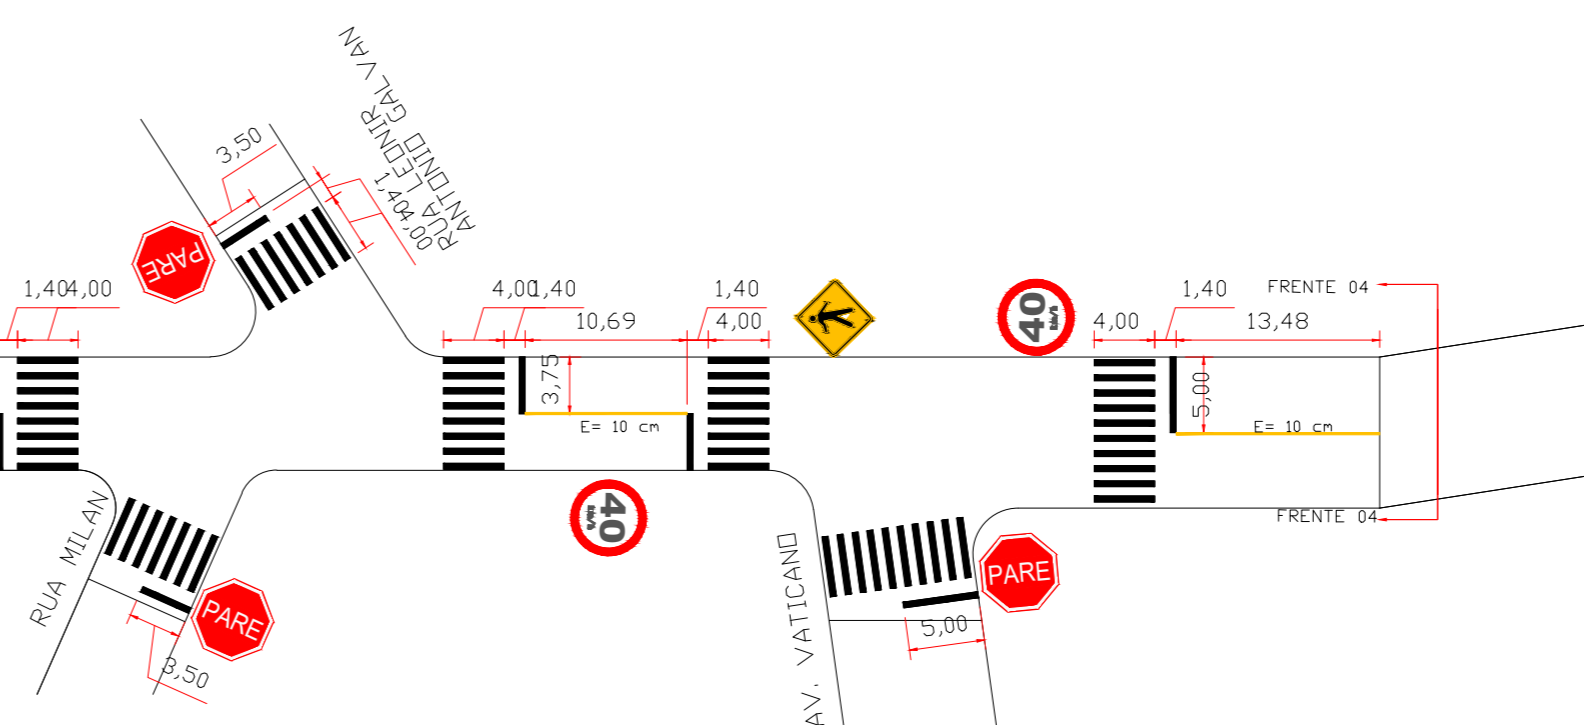 RUA LEONIR
ANTONIO GALVAN
3,50
1,40
4,00
PARE
1,40
4,00
4,00
1,40
10,69
1,40
4,00
40
km/h
4,00
1,40
13,48
FRENTE 04
3,75
E= 10 cm
5,00
E= 10 cm
40
km/h
FRENTE 04
RUA MILAN
PARE
3,50
AV. VATICANO
PARE
5,00